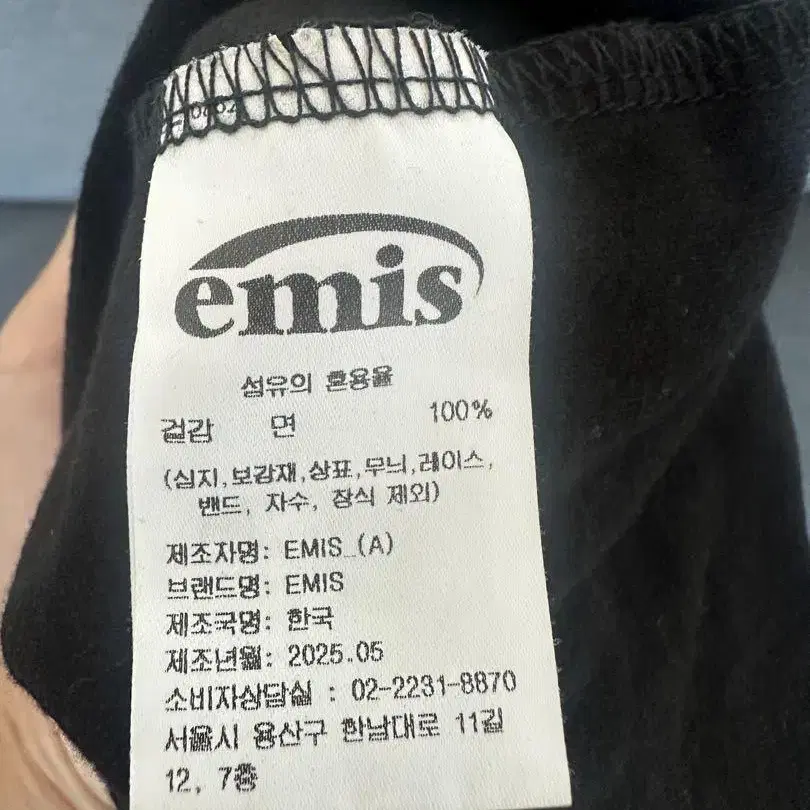 emis
섬유의 혼용율
겉감 면 100%
(심지,보강재,상표,무늬,레이스,
밴드, 자수, 장식 제외)
제조자명: EMIS_(A)
브랜드명: EMIS
제조국명: 한국
제조년월: 2025.05
소비자상담실 : 02-2231-8870
서울시 용산구 한남대로 11길
12, 7층